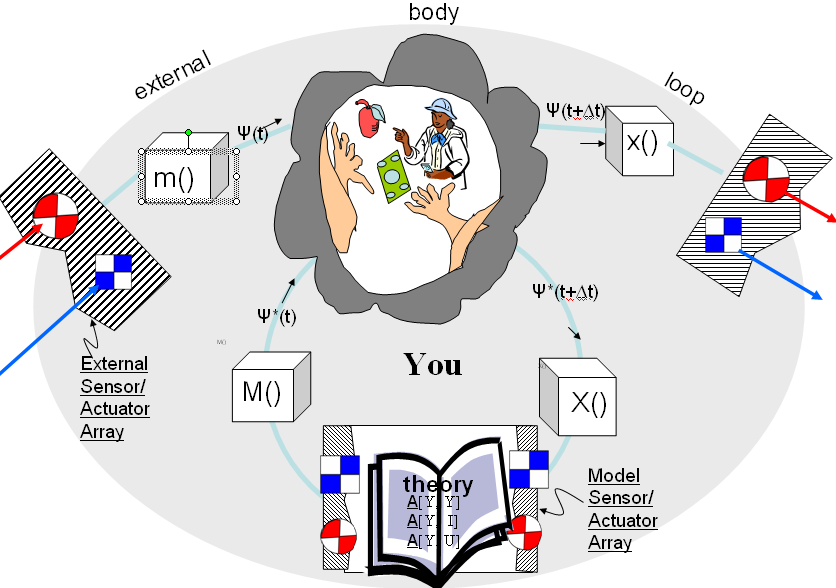 body
external
loop
Ψ(t)
Ψ(t+Δt)
m()
x()
Ψ*(t)
Ψ*(t+Δt)
M()
You
External
Sensor/
Actuator
Array
M()
X()
theory
A[Y,Y]
A[Y,I]
A[Y,U]
Model
Sensor/
Actuator
Array